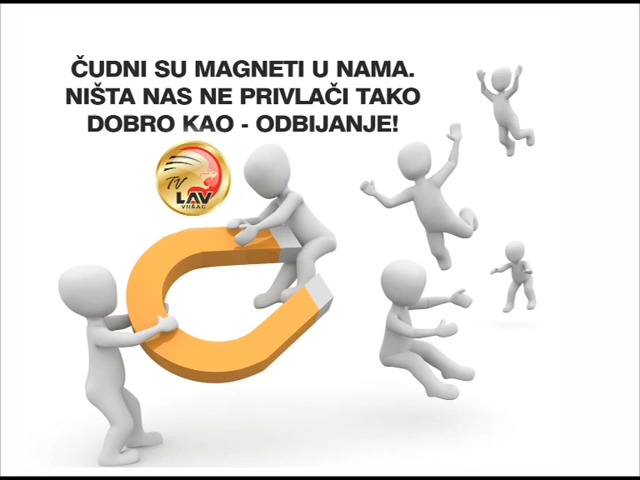 ČUDNI SU MAGNETI U NAMA.
NIŠTA NAS NE PRIVLAČI TAKO
DOBRO KAO - ODBIJANJE!
TV
LAV
VRŠAC